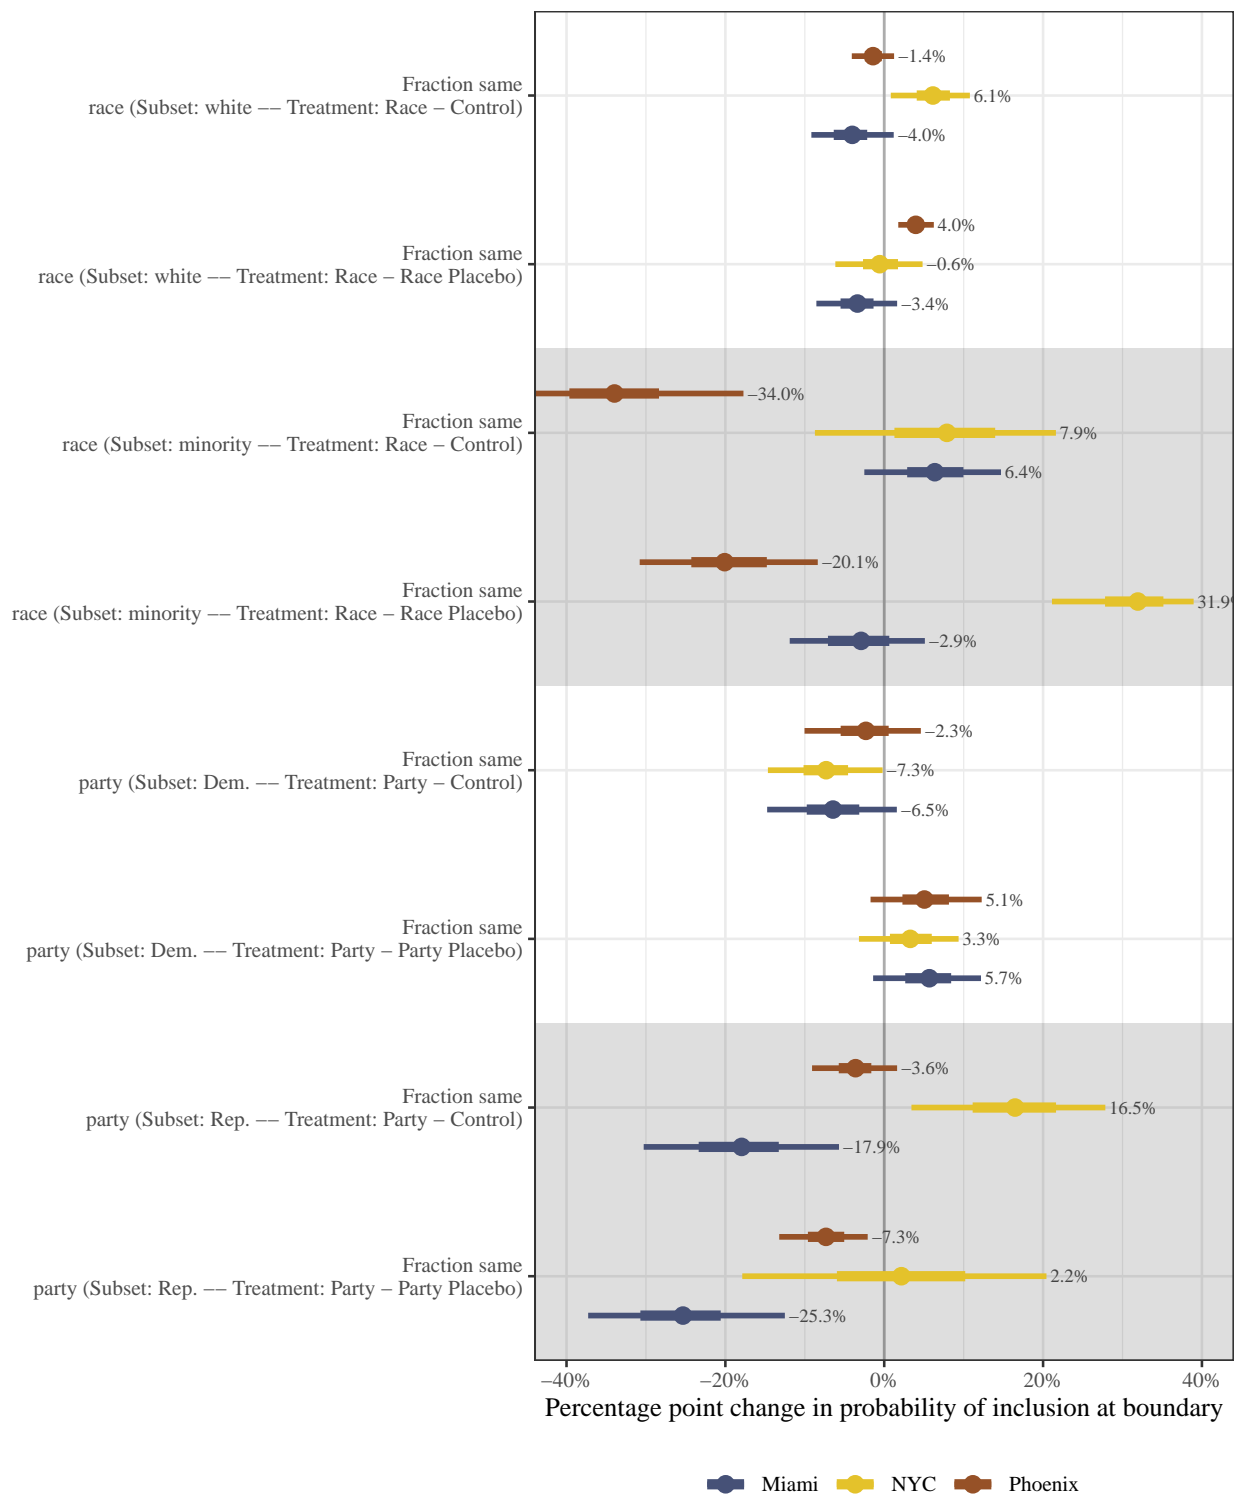 −1.4%
Fraction same
race (Subset: white −− Treatment: Race − Control)
6.1%
−4.0%
4.0%
Fraction same
race (Subset: white −− Treatment: Race − Race Placebo)
−0.6%
−3.4%
−34.0%
Fraction same
race (Subset: minority −− Treatment: Race − Control)
7.9%
6.4%
−20.1%
Fraction same
race (Subset: minority −− Treatment: Race − Race Placebo)
31.9%
−2.9%
−2.3%
Fraction same
party (Subset: Dem. −− Treatment: Party − Control)
−7.3%
−6.5%
5.1%
Fraction same
party (Subset: Dem. −− Treatment: Party − Party Placebo)
3.3%
5.7%
−3.6%
Fraction same
party (Subset: Rep. −− Treatment: Party − Control)
16.5%
−17.9%
−7.3%
Fraction same
party (Subset: Rep. −− Treatment: Party − Party Placebo)
2.2%
−25.3%
−40% −20% 0% 20% 40%
Percentage point change in probability of inclusion at boundary
Miami NYC Phoenix